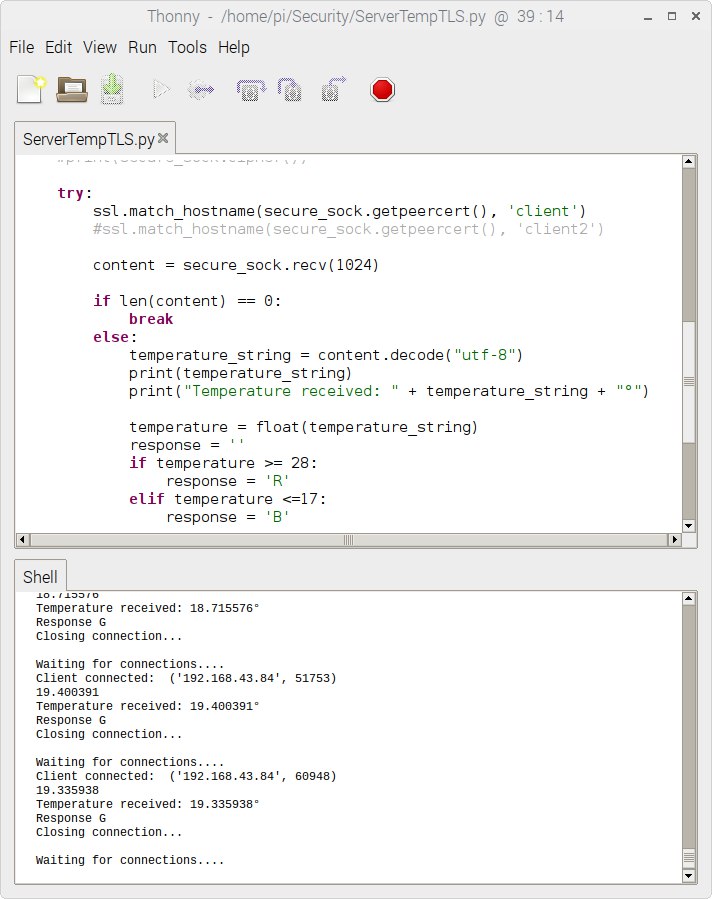 Thonny - /home/pi/Security/ServerTempTLS.py @ 39 : 14
File Edit View Run Tools Help
ServerTempTLS.py
#print(secure_sock.cipher())
try:
ssl.match_hostname(secure_sock.getpeercert(), 'client')
#ssl.match_hostname(secure_sock.getpeercert(), 'client2')
content = secure_sock.recv(1024)
if len(content) == 0:
break
else:
temperature_string = content.decode("utf-8")
print(temperature_string)
print("Temperature received: " + temperature_string + "°")
temperature = float(temperature_string)
response = ''
if temperature >= 28:
response = 'R'
elif temperature <=17:
response = 'B'
Shell
18.715576
Temperature received: 18.715576°
Response G
Closing connection...
Waiting for connections....
Client connected:  ('192.168.43.84', 51753)
19.400391
Temperature received: 19.400391°
Response G
Closing connection...
Waiting for connections....
Client connected:  ('192.168.43.84', 60948)
19.335938
Temperature received: 19.335938°
Response G
Closing connection...
Waiting for connections....